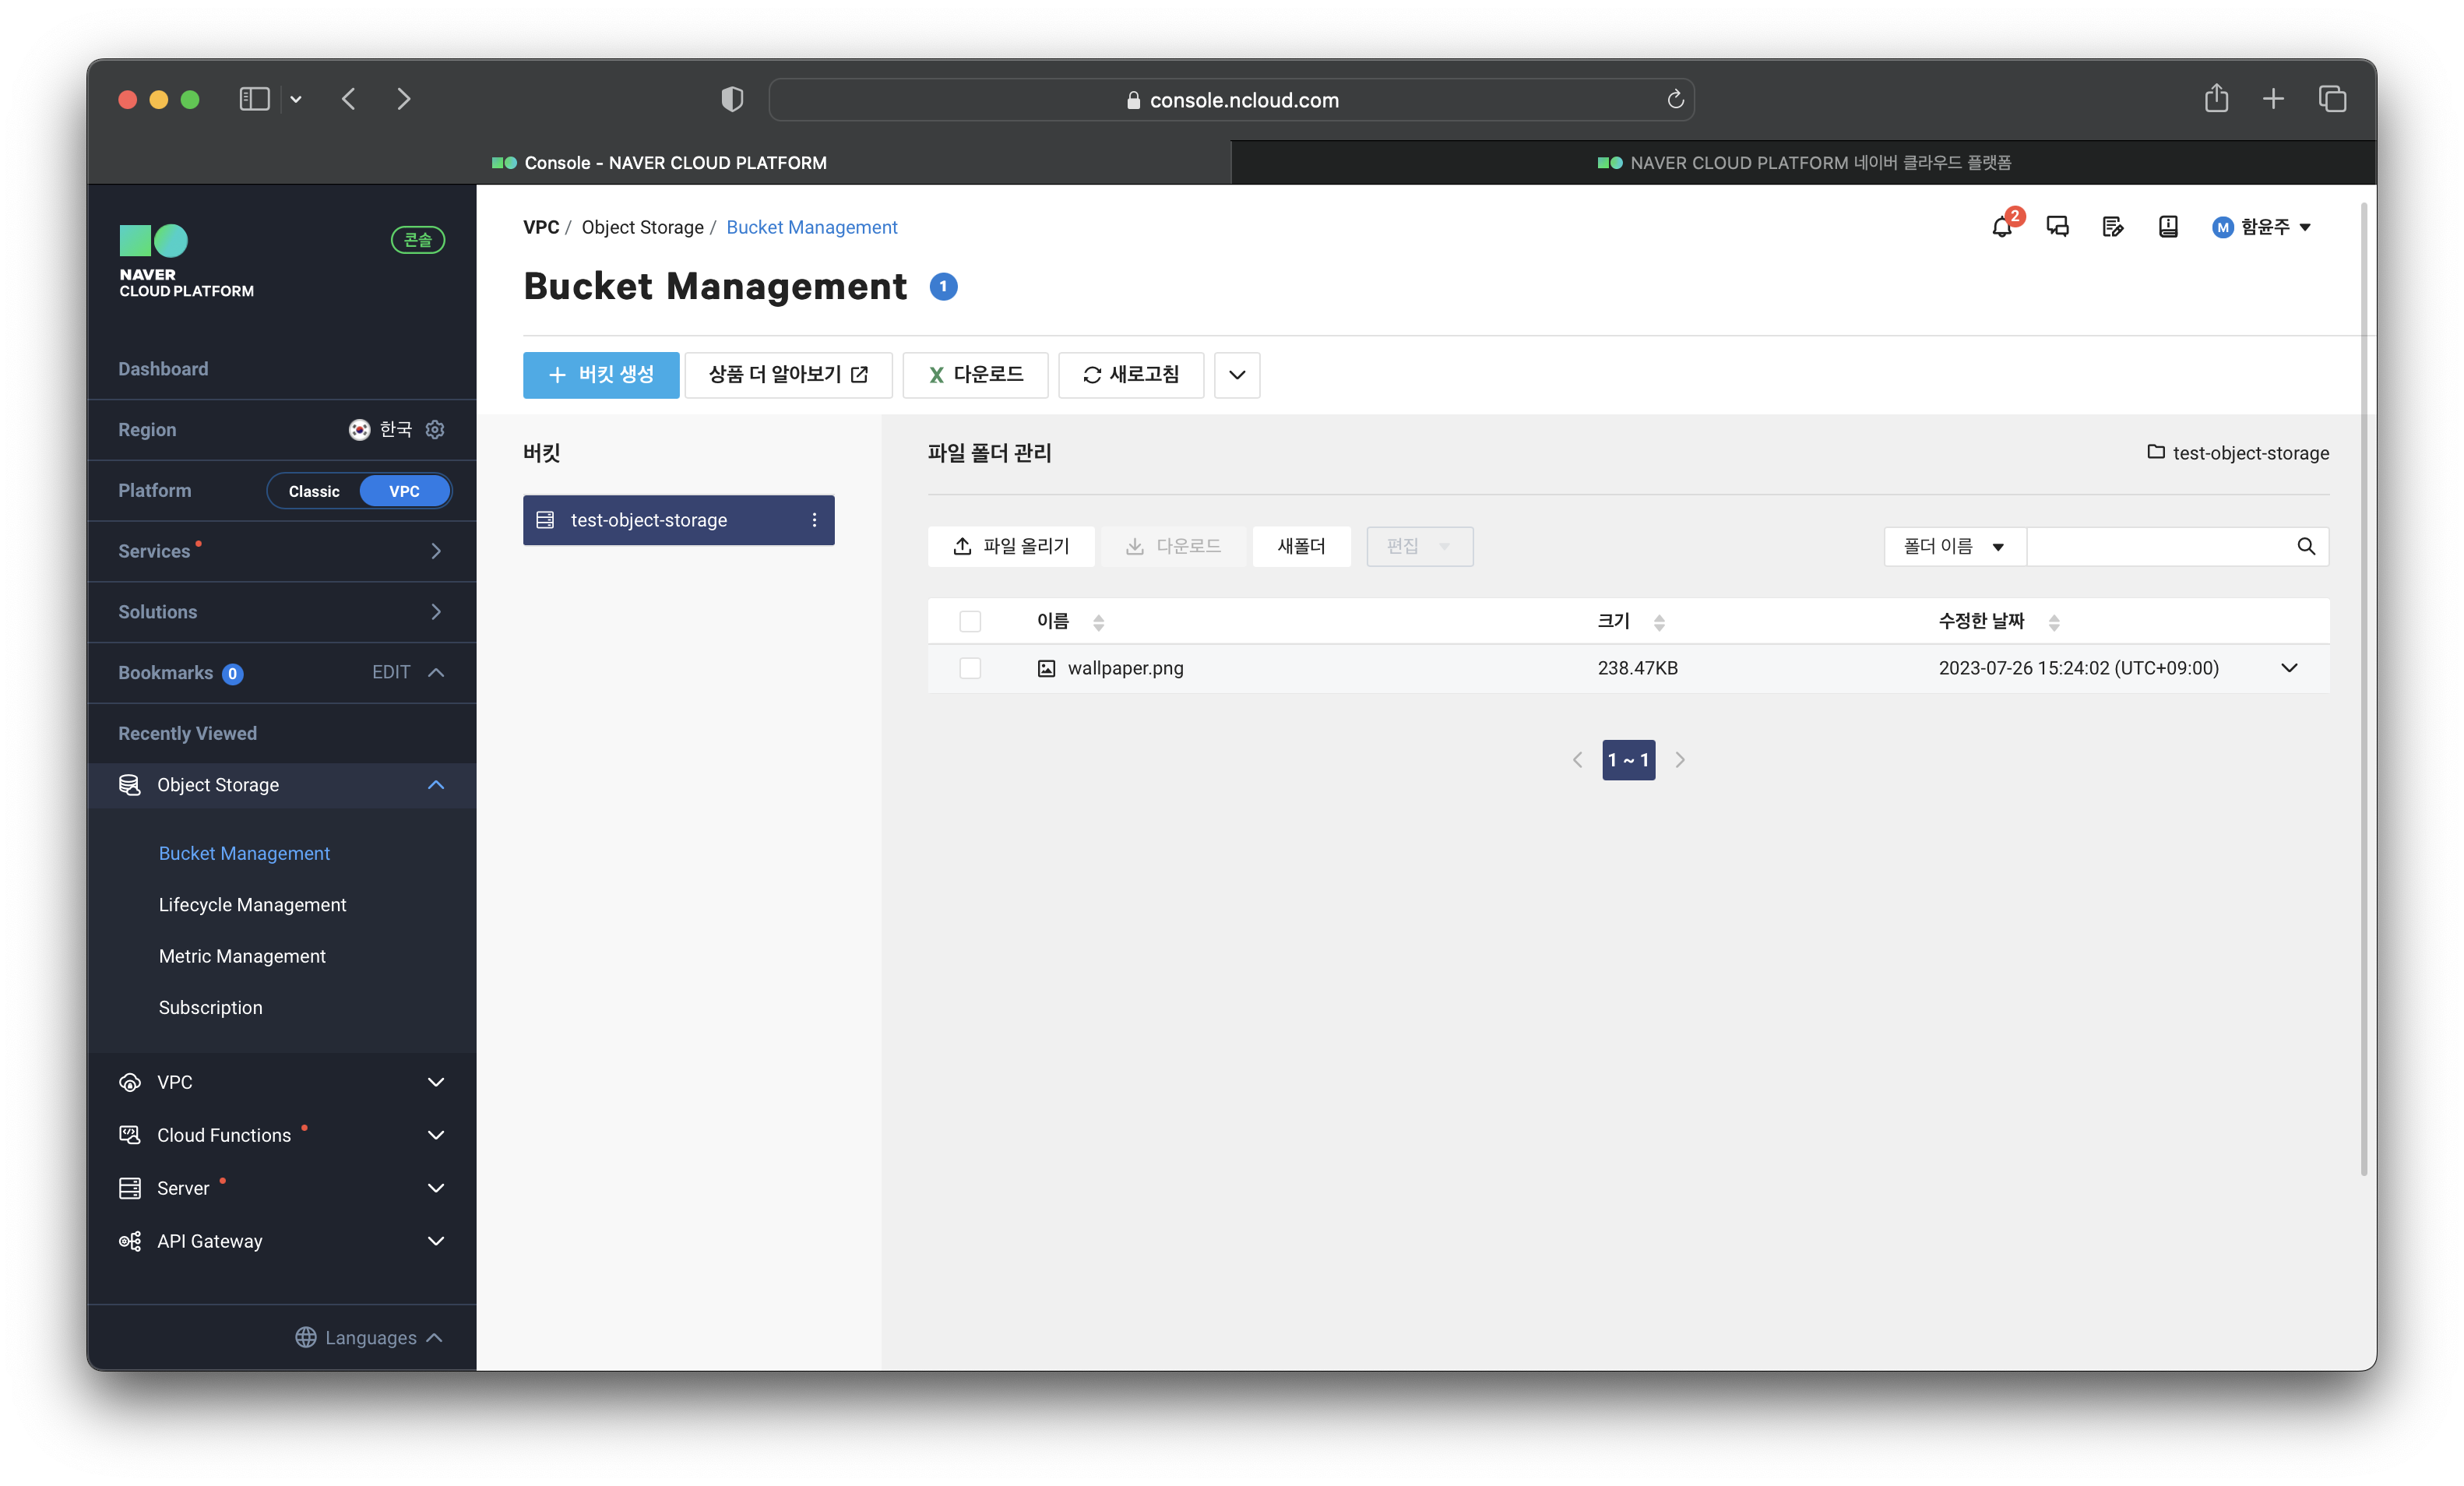 console.ncloud.com
Console - NAVER CLOUD PLATFORM
NAVER CLOUD PLATFORM 네이버 클라우드 플랫폼
NAVER
CLOUD PLATFORM
콘솔
Dashboard
Region 한국
Platform Classic VPC
Services
Solutions
Bookmarks 0 EDIT
Recently Viewed
Object Storage
Bucket Management
Lifecycle Management
Metric Management
Subscription
VPC
Cloud Functions
Server
API Gateway
Languages
VPC / Object Storage / Bucket Management
2
M 함윤주
Bucket Management 1
+ 버킷 생성
상품 더 알아보기
X 다운로드
새로고침
버킷
test-object-storage
파일 폴더 관리
test-object-storage
파일 올리기
다운로드
새폴더
편집
폴더 이름
이름 크기 수정한 날짜
wallpaper.png 238.47KB 2023-07-26 15:24:02 (UTC+09:00)
1 ~ 1